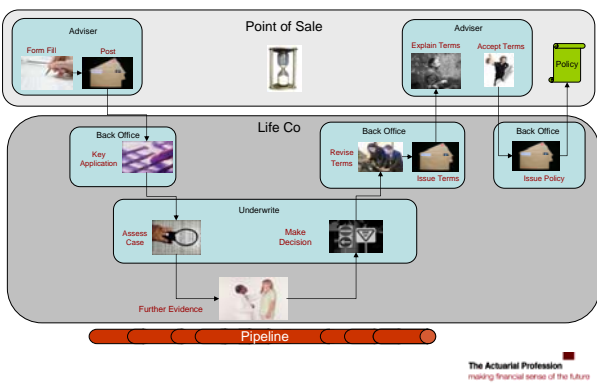 Point of Sale
Adviser
Form Fill
Post
Adviser
Explain Terms
Accept Terms
Policy
Life Co
Back Office
Key
Application
Back Office
Revise
Terms
Issue Terms
Back Office
Issue Policy
Underwrite
Assess
Case
Make
Decision
Further Evidence
Pipeline
The Actuarial Profession
making financial sense of the future